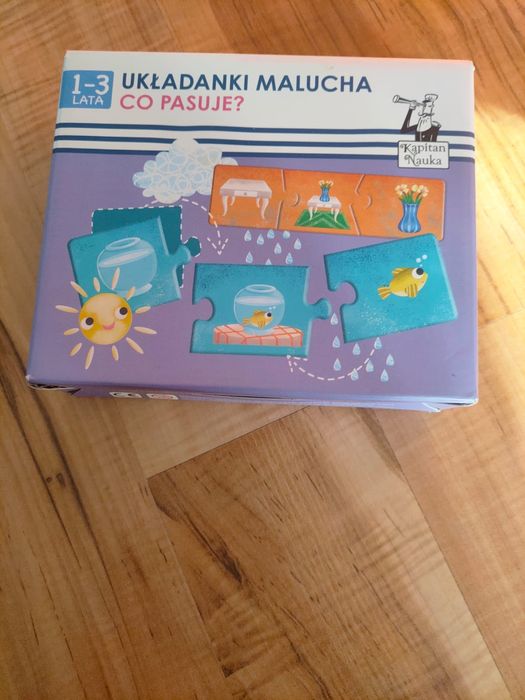 1-3
LATA
UKŁADANKI MALUCHA
CO PASUJE?
Kapitan
Nauka